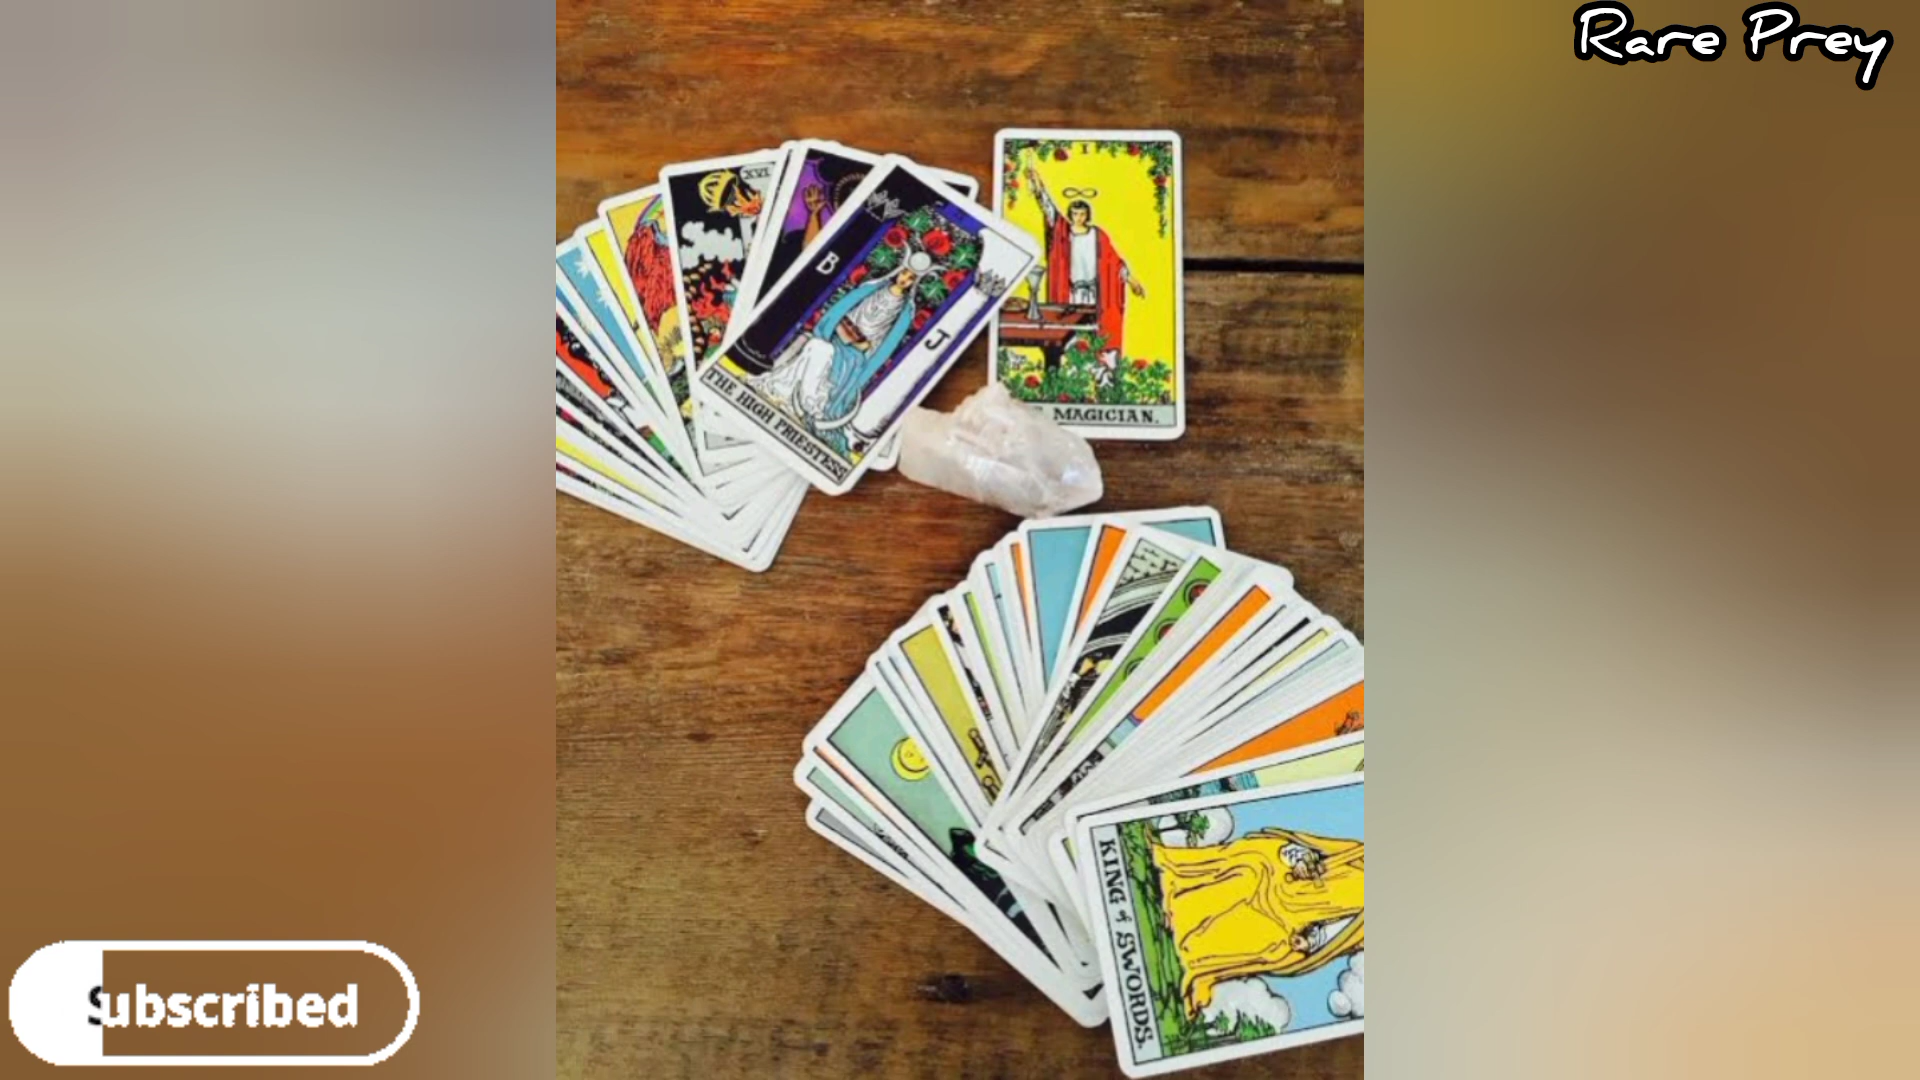 Rare Prey
XVI
I
B
J
THE HIGH PRIESTESS
MAGICIAN.
KING of SWORDS.
Subscribed